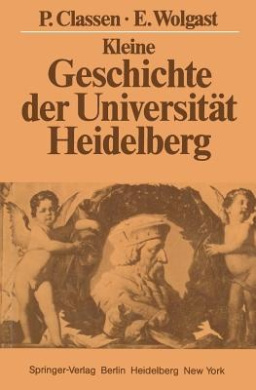 P. Classen · E. Wolgast
Kleine
Geschichte
der Universität
Heidelberg
Springer-Verlag Berlin Heidelberg New York